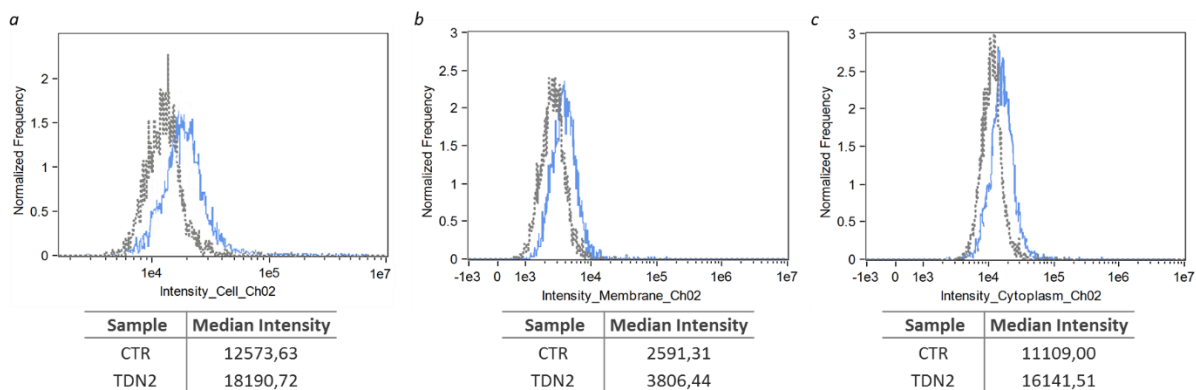 a
Normalized Frequency
2
1.5
1
0.5
0
1e4 1e5 1e7
Intensity_Cell_Ch02
Sample Median Intensity
CTR 12573,63
TDN2 18190,72
b
Normalized Frequency
3
2.5
2
1.5
1
0.5
0
-1e3 0 1e3 1e4 1e5 1e6 1e7
Intensity_Membrane_Ch02
Sample Median Intensity
CTR 2591,31
TDN2 3806,44
c
Normalized Frequency
3
2.5
2
1.5
1
0.5
0
-1e3 0 1e3 1e4 1e5 1e6 1e7
Intensity_Cytoplasm_Ch02
Sample Median Intensity
CTR 11109,00
TDN2 16141,51